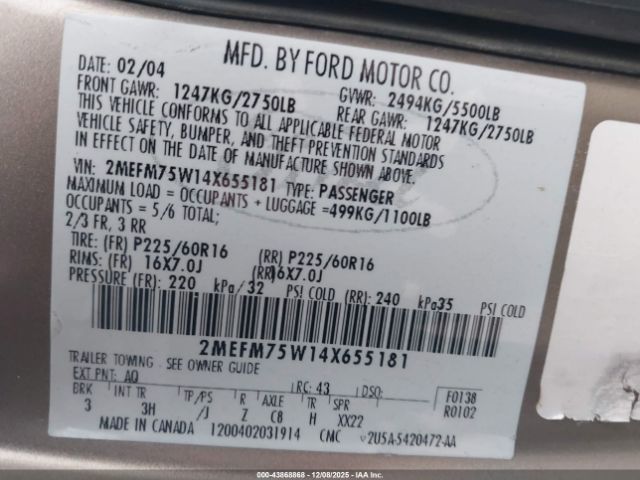 MFD. BY FORD MOTOR CO.
DATE: 02/04 GVWR: 2494KG/5500LB
FRONT GAWR: 1247KG/2750LB REAR GAWR: 1247KG/2750LB
THIS VEHICLE CONFORMS TO ALL APPLICABLE FEDERAL MOTOR
VEHICLE SAFETY, BUMPER, AND THEFT PREVENTION STANDARDS
IN EFFECT ON THE DATE OF MANUFACTURE SHOWN ABOVE.
VIN: 2MEFM75W14X655181 TYPE: PASSENGER
MAXIMUM LOAD = OCCUPANTS + LUGGAGE =499KG/1100LB
OCCUPANTS = 5/6 TOTAL;
2/3 FR, 3 RR
TIRE: (FR) P225/60R16 (RR) P225/60R16
RIMS: (FR) 16X7.0J (RR) 16X7.0J
PRESSURE (FR): 220 kPa/32 PSI COLD (RR): 240 kPa35 PSI COLD
2MEFM75W14X655181
TRAILER TOWING - SEE OWNER GUIDE
EXT PNT: AQ RC: 43 DSO: F0138
BRK INT TR TP/PS R AXLE TR SPR R0102
3 3H /J Z C8 H XX22
MADE IN CANADA 1200402031914 CMC v2U5A-5420472-AA
000-43868868 - 12/08/2025 - IAAI.COM